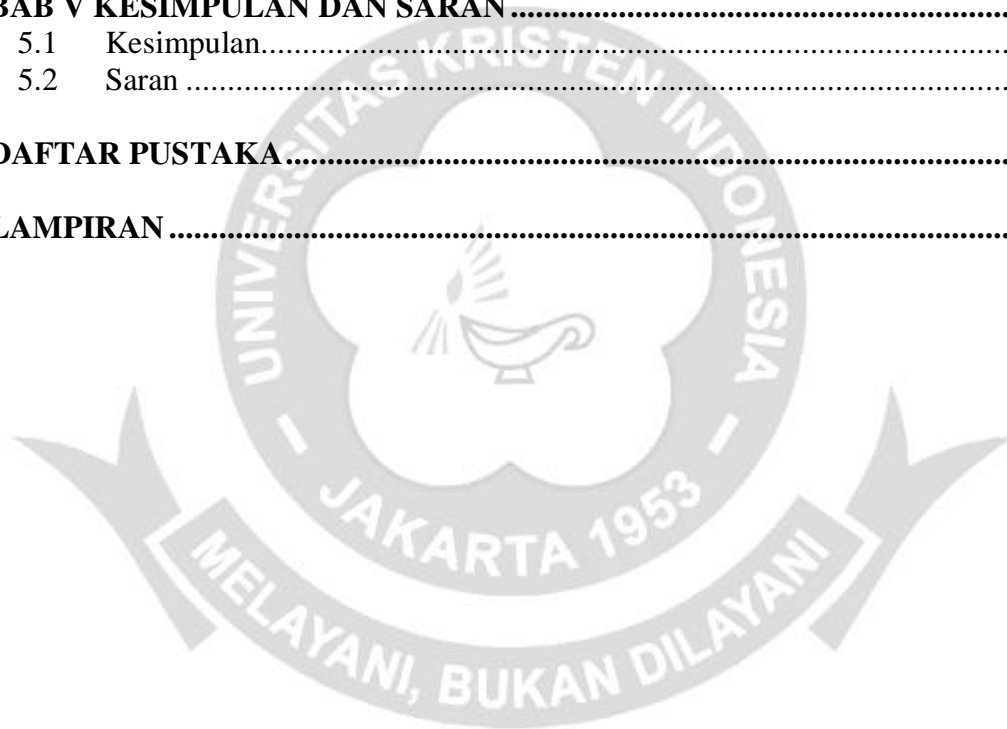 BAB V KESIMPULAN DAN SARAN ........................................................
5.1 Kesimpulan................................................................................
5.2 Saran ........................................................................................
DAFTAR PUSTAKA.............................................................................
LAMPIRAN ...........................................................................................
UNIVERSITAS KRISTEN INDONESIA
JAKARTA 1953
MELAYANI, BUKAN DILAYANI